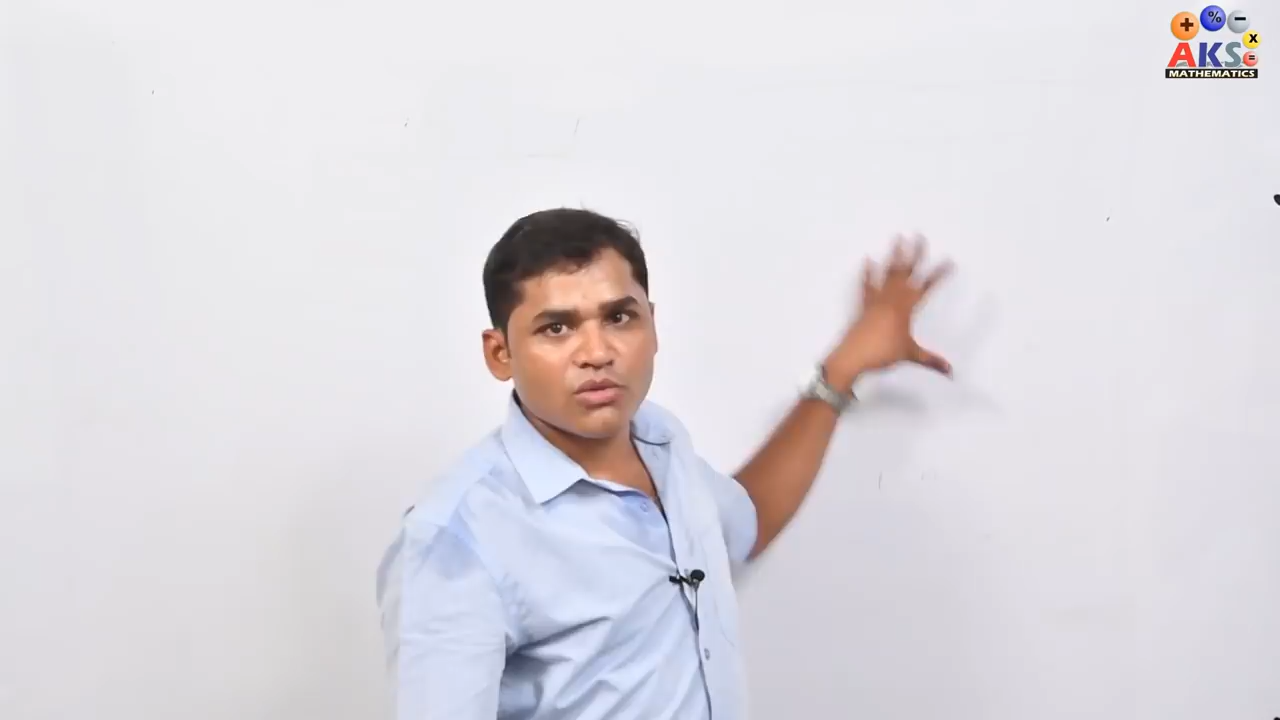 + % −
x
AKS =
MATHEMATICS